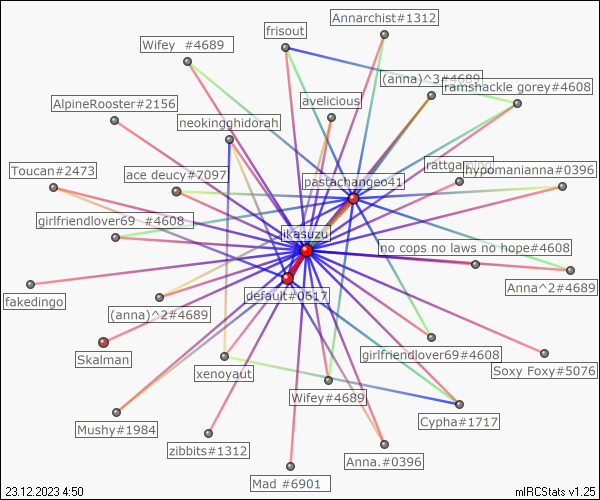 Annarchist#1312
frisout
Wifey  #4689
(anna)^3#4689
ramshackle gorey#4608
avelicious
AlpineRooster#2156
neokingghidorah
Toucan#2473
ace deucy#7097
hypomanianna#0396
pastachangeo41
girlfriendlover69  #4608
ikasuzu
no cops no laws no hope#4608
fakedingo
default#0617
Anna^2#4689
(anna)^2#4689
Skalman
girlfriendlover69#4608
xenoyaut
Soxy Foxy#5076
Wifey#4689
Mushy#1984
Cypha#1717
zibbits#1312
Anna.#0396
Mad  #6901
23.12.2023 4:50
mIRCStats v1.25